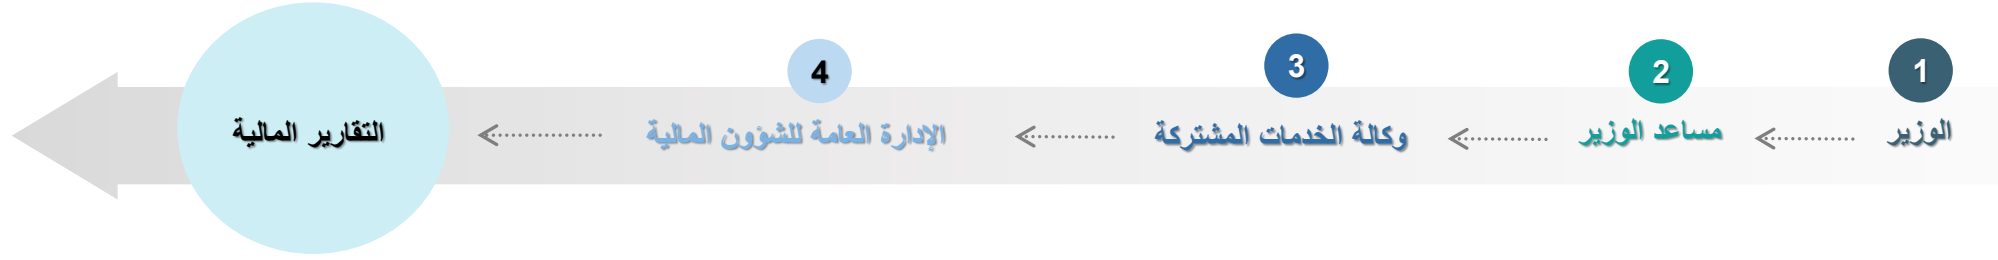 1
الوزير
2
مساعد الوزير
3
وكالة الخدمات المشتركة
4
الإدارة العامة للشؤون المالية
التقارير المالية